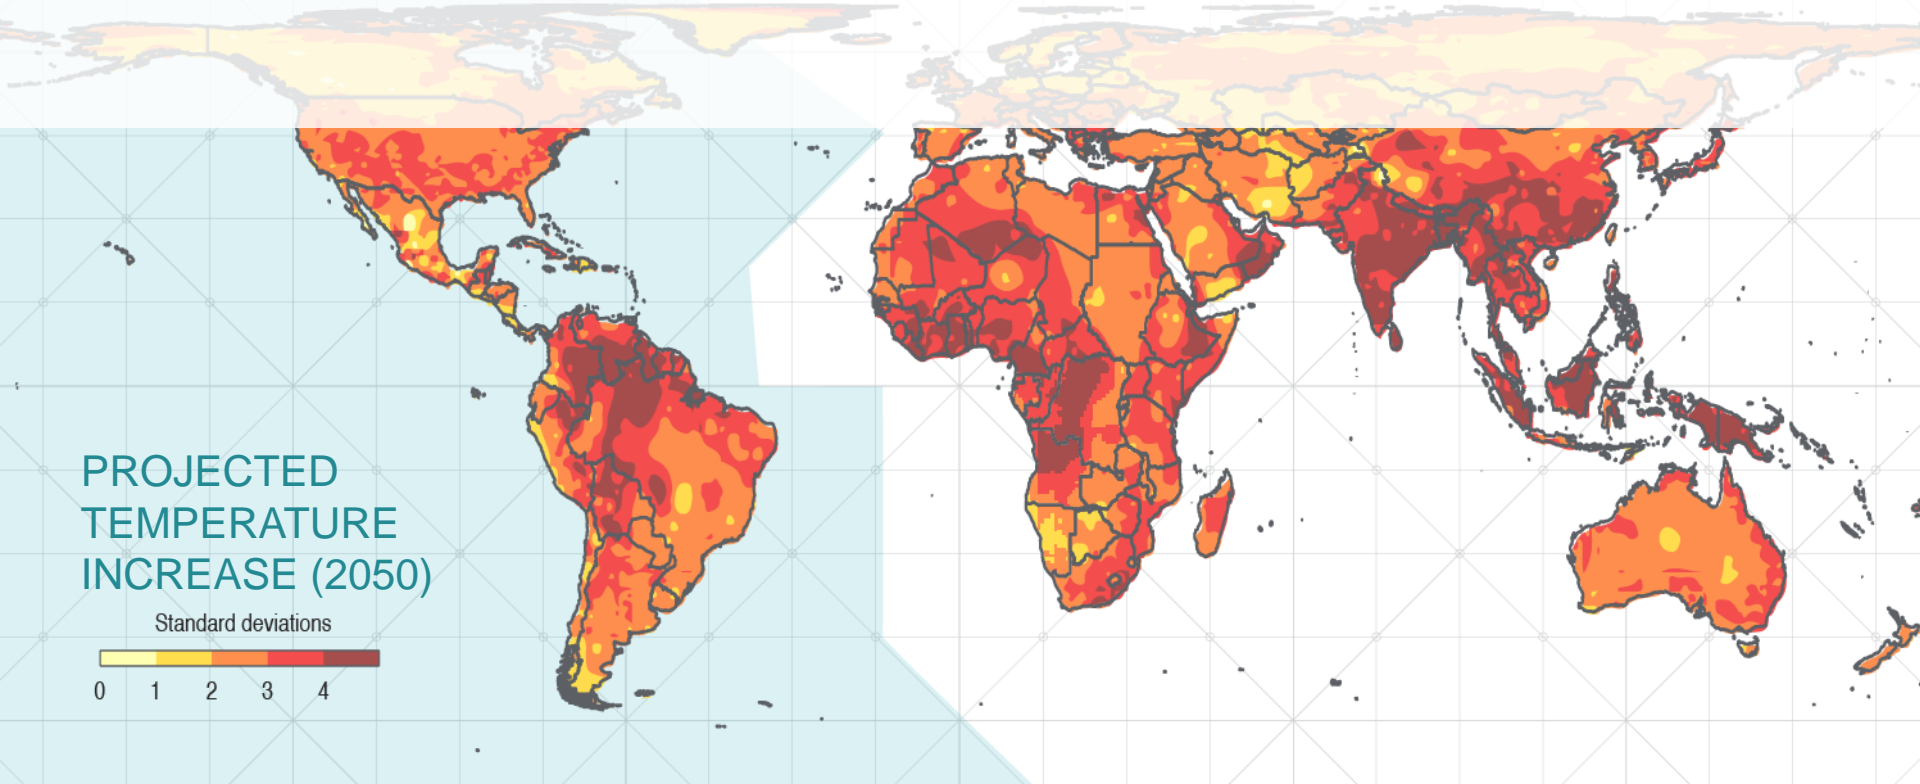 PROJECTED
TEMPERATURE
INCREASE (2050)
Standard deviations
0 1 2 3 4